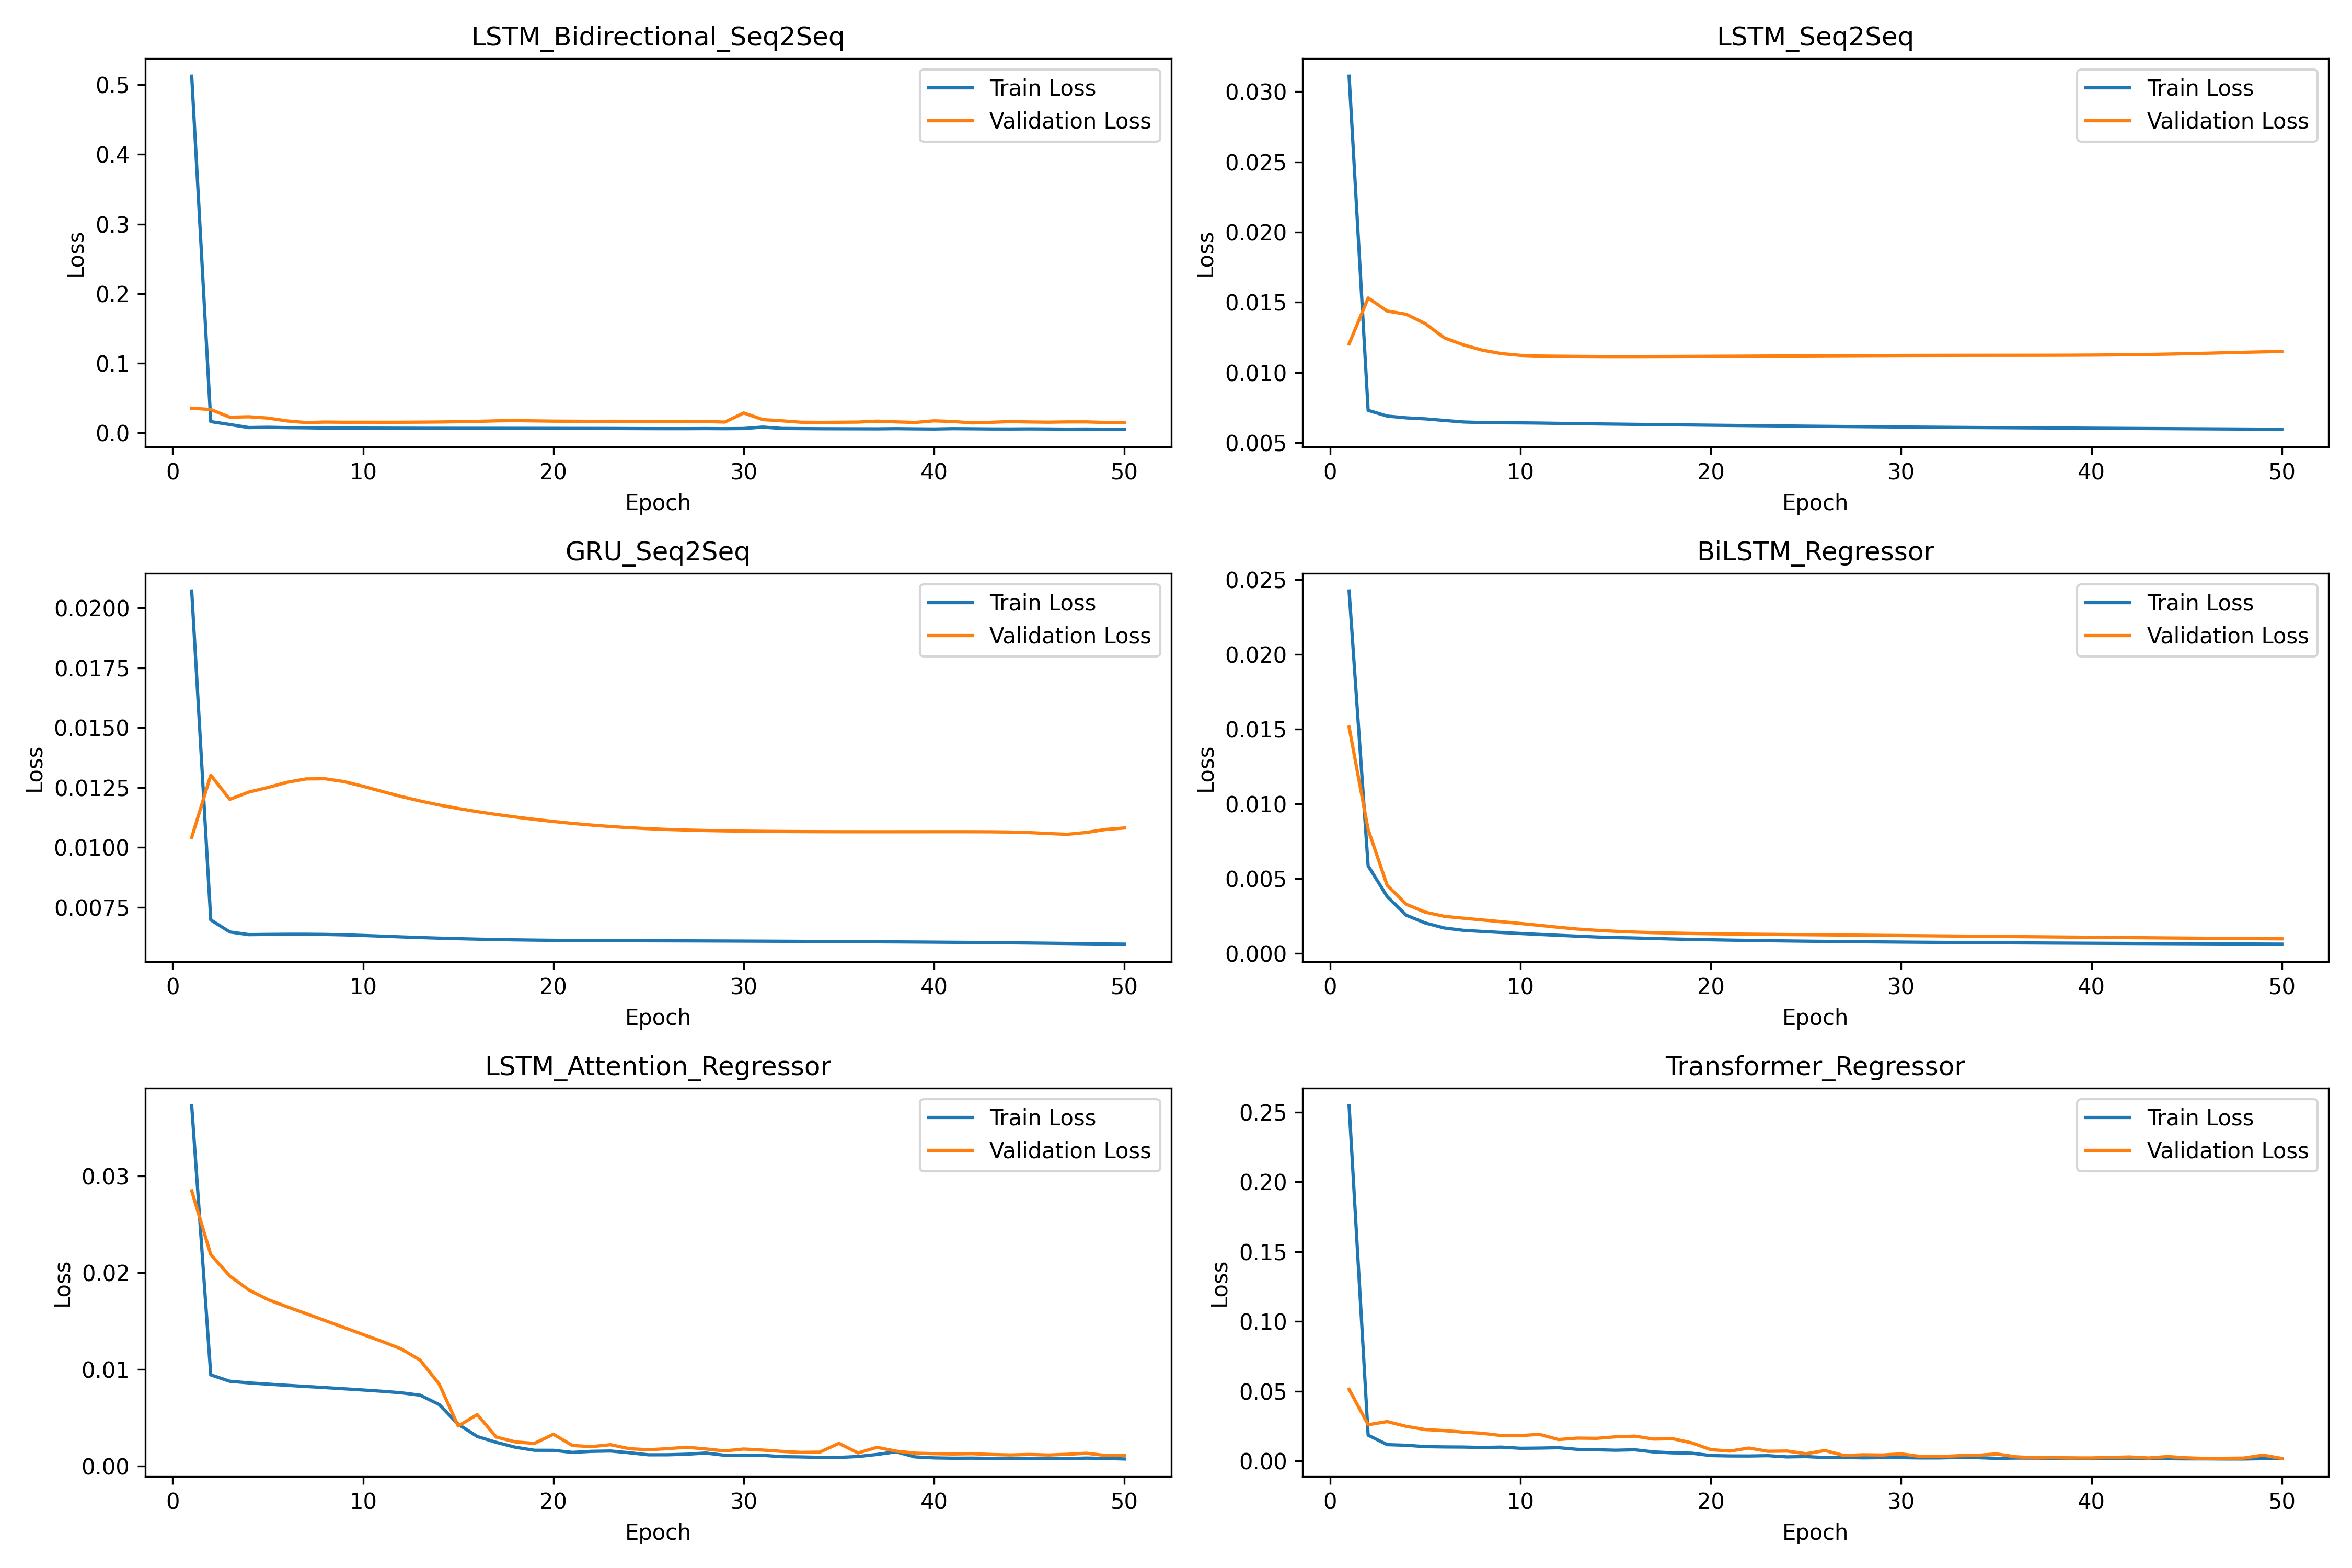 LSTM_Bidirectional_Seq2Seq
Loss
0.5
0.4
0.3
0.2
0.1
0.0
Train Loss
Validation Loss
0 10 20 30 40 50
Epoch
LSTM_Seq2Seq
Loss
0.030
0.025
0.020
0.015
0.010
0.005
Train Loss
Validation Loss
0 10 20 30 40 50
Epoch
GRU_Seq2Seq
Loss
0.0200
0.0175
0.0150
0.0125
0.0100
0.0075
Train Loss
Validation Loss
0 10 20 30 40 50
Epoch
BiLSTM_Regressor
Loss
0.025
0.020
0.015
0.010
0.005
0.000
Train Loss
Validation Loss
0 10 20 30 40 50
Epoch
LSTM_Attention_Regressor
Loss
0.03
0.02
0.01
0.00
Train Loss
Validation Loss
0 10 20 30 40 50
Epoch
Transformer_Regressor
Loss
0.25
0.20
0.15
0.10
0.05
0.00
Train Loss
Validation Loss
0 10 20 30 40 50
Epoch